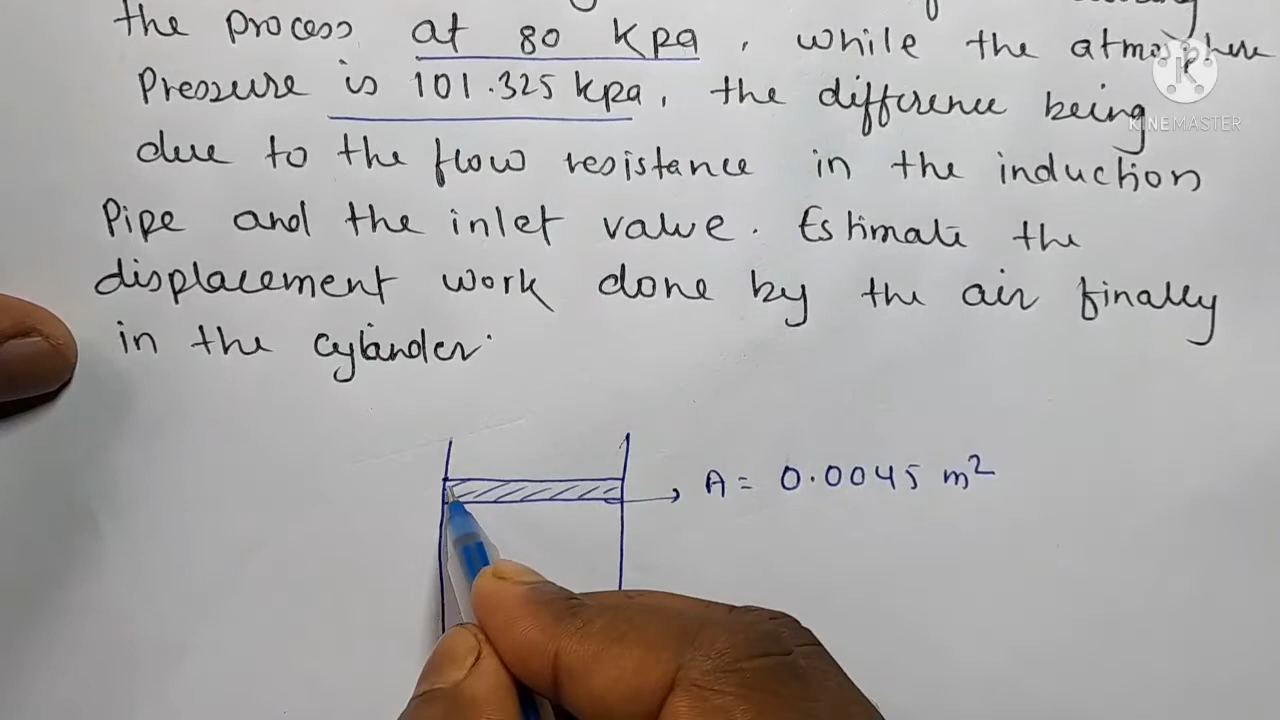 the process at 80 kpa, while the atmosphere
Pressure is 101.325 kpa, the difference being
due to the flow resistance in the induction
Pipe and the inlet valve. Estimate the
displacement work done by the air finally
in the cylinder.
A = 0.0045 m²
KINEMASTER